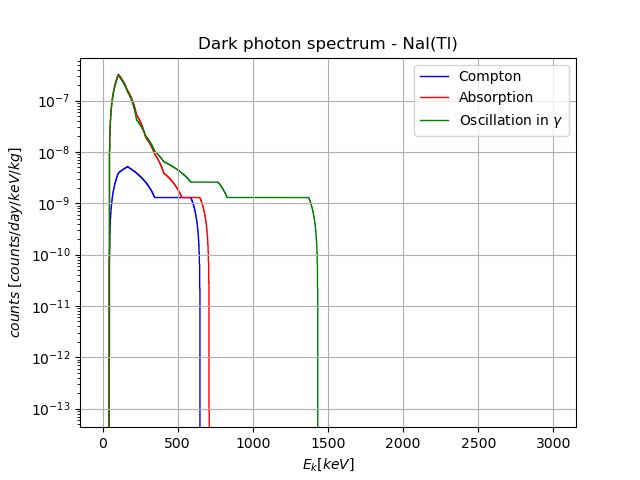 Dark photon spectrum - NaI(Tl)
Compton
Absorption
Oscillation in γ
10⁻⁷
10⁻⁸
10⁻⁹
10⁻¹⁰
10⁻¹¹
10⁻¹²
10⁻¹³
counts [counts/day/keV/kg]
0 500 1000 1500 2000 2500 3000
Eₖ[keV]